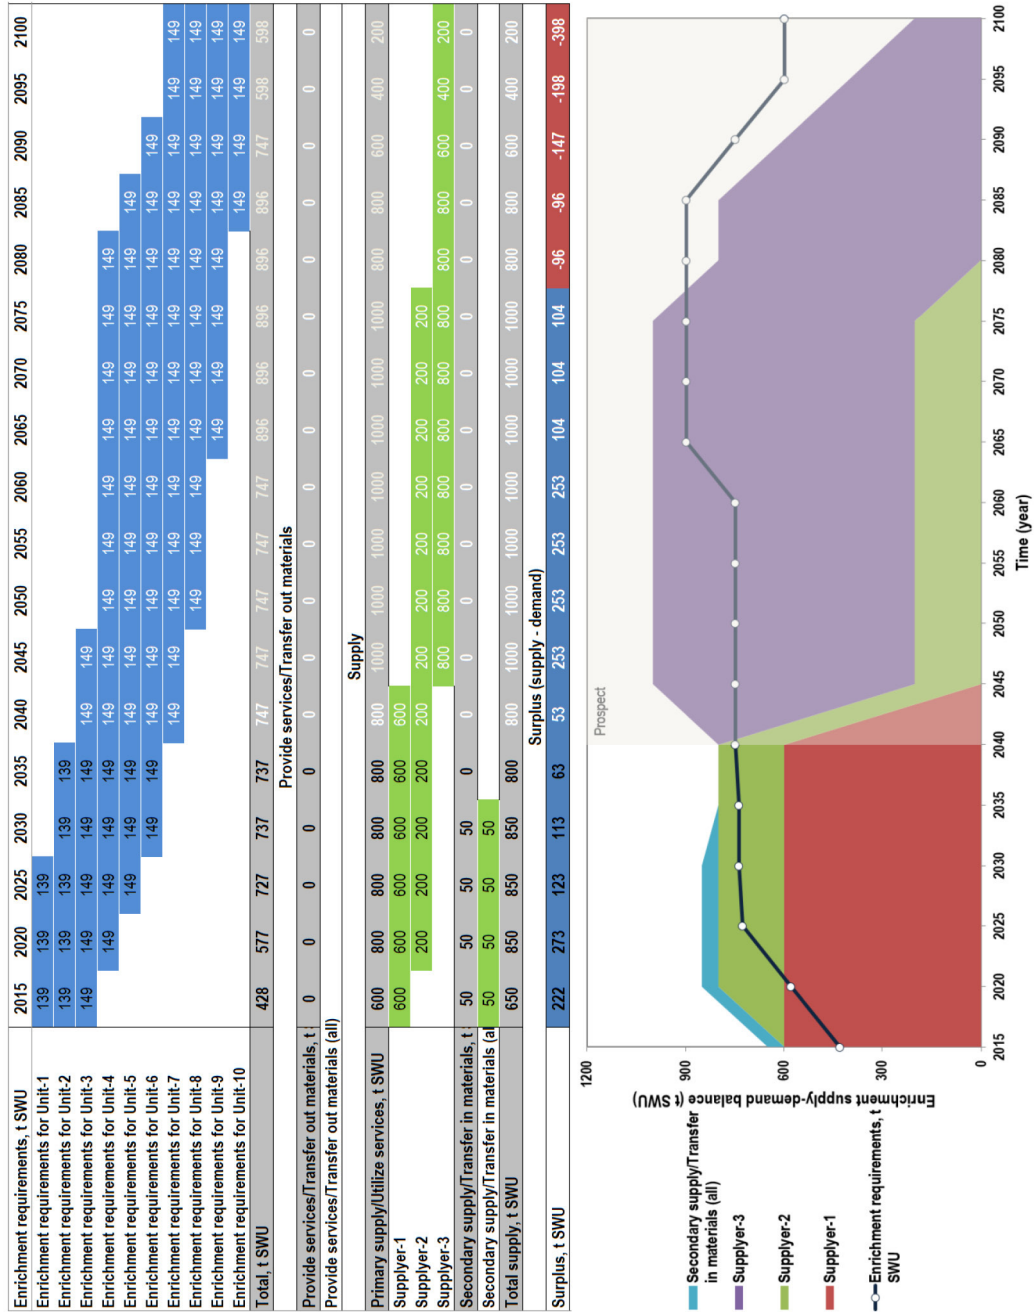 Enrichment requirements, t SWU 2015 2020 2025 2030 2035 2040 2045 2050 2055 2060 2065 2070 2075 2080 2085 2090 2095 2100
Enrichment requirements for Unit-1 139 139 139
Enrichment requirements for Unit-2 139 139 139 139 139
Enrichment requirements for Unit-3 149 149 149 149 149 149 149
Enrichment requirements for Unit-4 149 149 149 149 149 149 149 149 149 149 149 149 149
Enrichment requirements for Unit-5 149 149 149 149 149 149 149 149 149 149 149 149 149
Enrichment requirements for Unit-6 149 149 149 149 149 149 149 149 149 149 149 149 149
Enrichment requirements for Unit-7 149 149 149 149 149 149 149 149 149 149 149 149 149
Enrichment requirements for Unit-8 149 149 149 149 149 149 149 149 149 149 149
Enrichment requirements for Unit-9 149 149 149 149 149 149 149 149
Enrichment requirements for Unit-10 149 149 149 149
Total, t SWU 428 577 727 737 737 747 747 747 747 747 896 896 896 896 896 747 598 598
Provide services/Transfer out materials
Provide services/Transfer out materials, t 0 0 0 0 0 0 0 0 0 0 0 0 0 0 0 0 0 0
Provide services/Transfer out materials (all)
Supply
Primary supply/Utilize services, t SWU 600 800 800 800 800 800 1000 1000 1000 1000 1000 1000 1000 800 800 600 400 200
Supplyer-1 600 600 600 600 600 600
Supplyer-2 200 200 200 200 200 200 200 200 200 200 200 200
Supplyer-3 800 800 800 800 800 800 800 800 800 600 400 200
Secondary supply/Transfer in materials, t 50 50 50 50 0 0 0 0 0 0 0 0 0 0 0 0 0 0
Secondary supply/Transfer in materials (al 50 50 50 50
Total supply, t SWU 650 850 850 850 800 800 1000 1000 1000 1000 1000 1000 1000 800 800 600 400 200
Surplus (supply - demand)
Surplus, t SWU 222 273 123 113 63 53 253 253 253 253 104 104 104 -96 -96 -147 -198 -398
Secondary supply/Transfer
in materials (all)
Supplyer-3
Supplyer-2
Supplyer-1
Enrichment requirements, t
SWU
Enrichment supply-demand balance (t SWU)
1200
900
600
300
0
Prospect
2015 2020 2025 2030 2035 2040 2045 2050 2055 2060 2065 2070 2075 2080 2085 2090 2095 2100
Time (year)